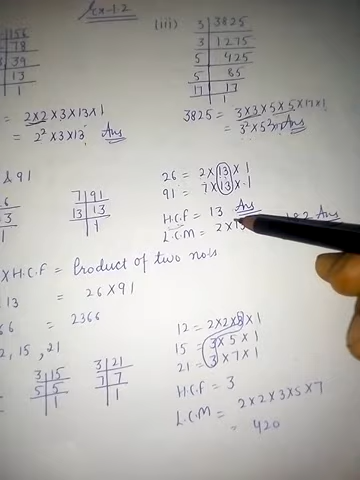 Ex-1.2
156
78
39
13
1
= 2×2×3×13×1
= 2²×3×13 Ans
(iii) 3 | 3825
3 | 1275
5 | 425
5 | 85
17 | 17
1
3825 = 3×3×5×5×17×1
= 3²×5²× Ans
& 91
7 | 91
13 | 13
1
26 = 2×13×1
91 = 7×13×1
H.C.F = 13 Ans
L.C.M = 2×13 182 Ans
× H.C.F = Product of two no.s
13 = 26×91
66 = 2366
2, 15, 21
3 | 15
5 | 5
1
3 | 21
7 | 7
1
12 = 2×2×3×1
15 = 3×5×1
21 = 3×7×1
H.C.F = 3
L.C.M = 2×2×3×5×7
= 420